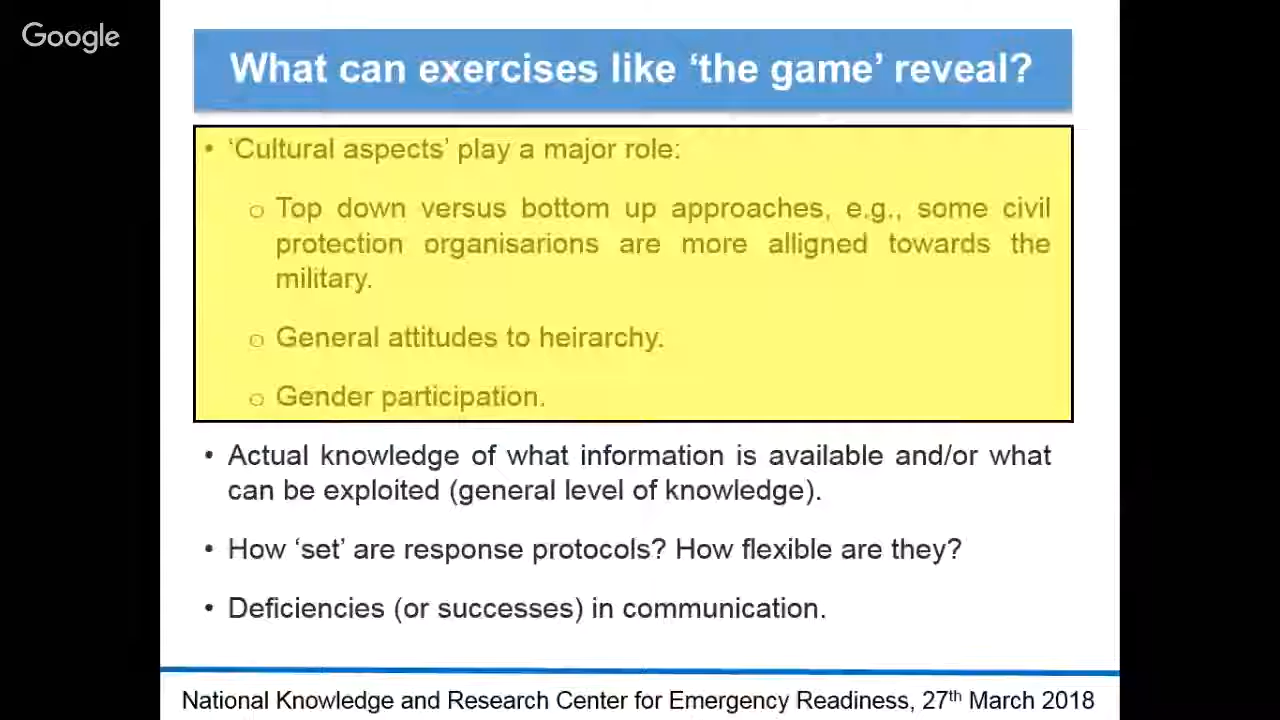 Google
What can exercises like ‘the game’ reveal?
• ‘Cultural aspects’ play a major role:
o Top down versus bottom up approaches, e.g., some civil
protection organisarions are more alligned towards the
military.
o General attitudes to heirarchy.
o Gender participation.
• Actual knowledge of what information is available and/or what
can be exploited (general level of knowledge).
• How ‘set’ are response protocols? How flexible are they?
• Deficiencies (or successes) in communication.
National Knowledge and Research Center for Emergency Readiness, 27th March 2018